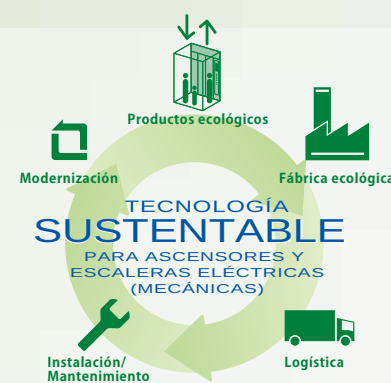 Productos ecológicos
Modernización
Fábrica ecológica
TECNOLOGÍA
SUSTENTABLE
PARA ASCENSORES Y
ESCALERAS ELÉCTRICAS
(MECÁNICAS)
Instalación/
Mantenimiento
Logística